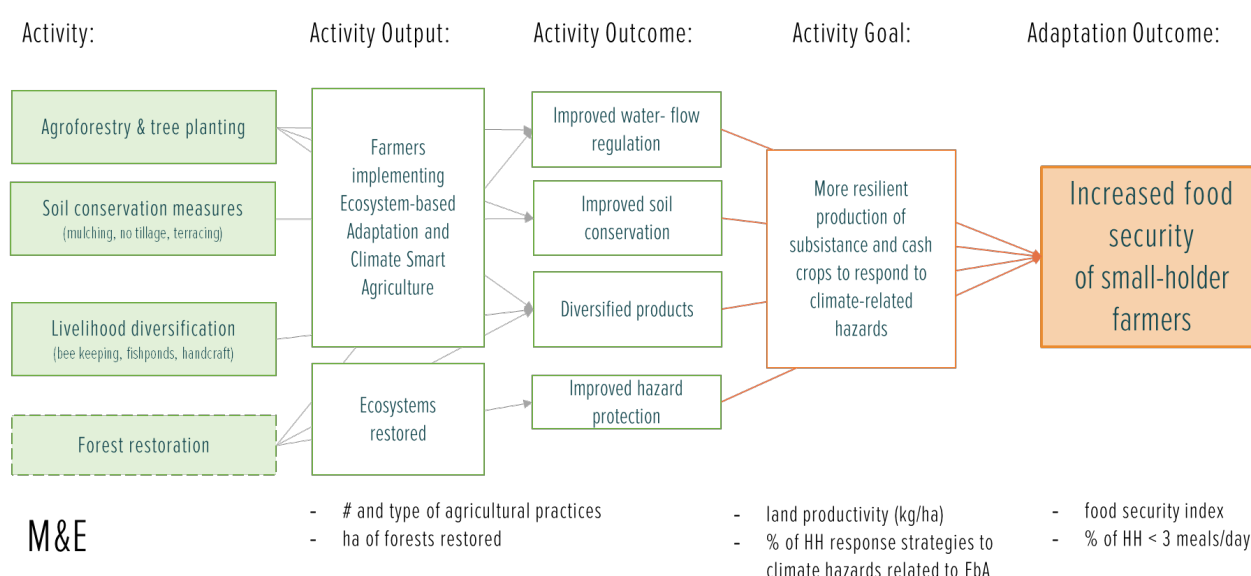 Activity:
Activity Output:
Activity Outcome:
Activity Goal:
Adaptation Outcome:
Agroforestry & tree planting
Soil conservation measures
(mulching, no tillage, terracing)
Livelihood diversification
(bee keeping, fishponds, handcraft)
Forest restoration
Farmers
implementing
Ecosystem-based
Adaptation and
Climate Smart
Agriculture
Ecosystems
restored
Improved water- flow
regulation
Improved soil
conservation
Diversified products
Improved hazard
protection
More resilient
production of
subsistance and cash
crops to respond to
climate-related
hazards
Increased food
security
of small-holder
farmers
M&E
- # and type of agricultural practices
- ha of forests restored
- land productivity (kg/ha)
- % of HH response strategies to
climate hazards related to EbA
- food security index
- % of HH < 3 meals/day